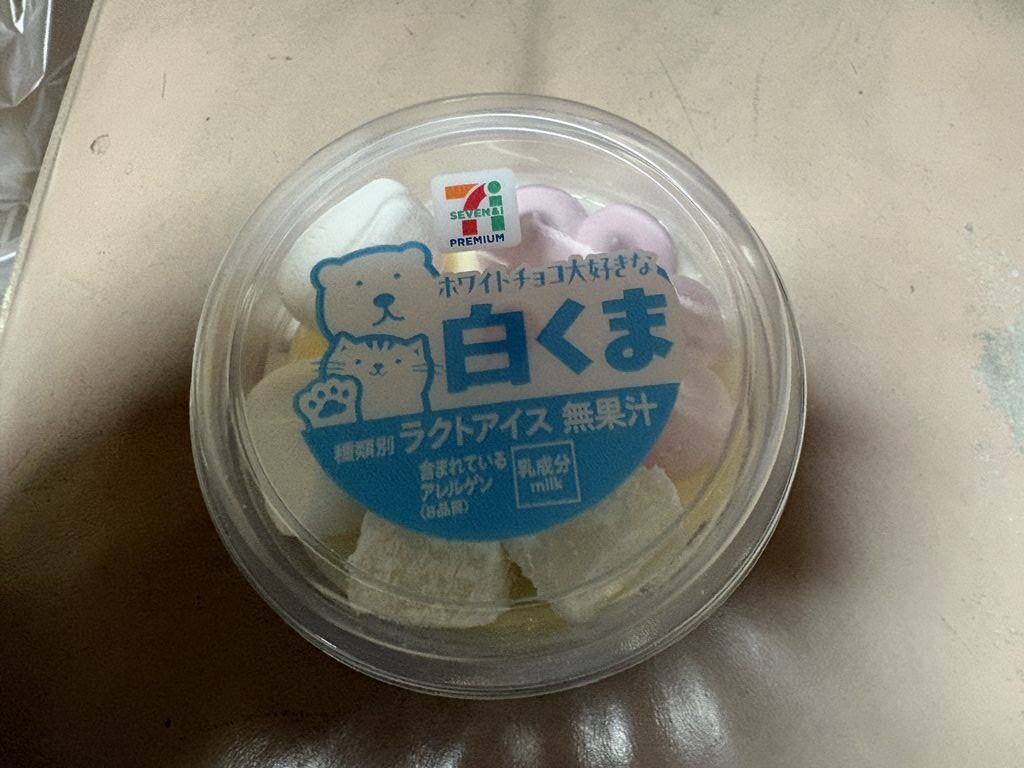 SEVEN&i
PREMIUM
ホワイトチョコ大好きな
白くま
種類別 ラクトアイス 無果汁
含まれている
アレルゲン
(8品目)
乳成分
milk